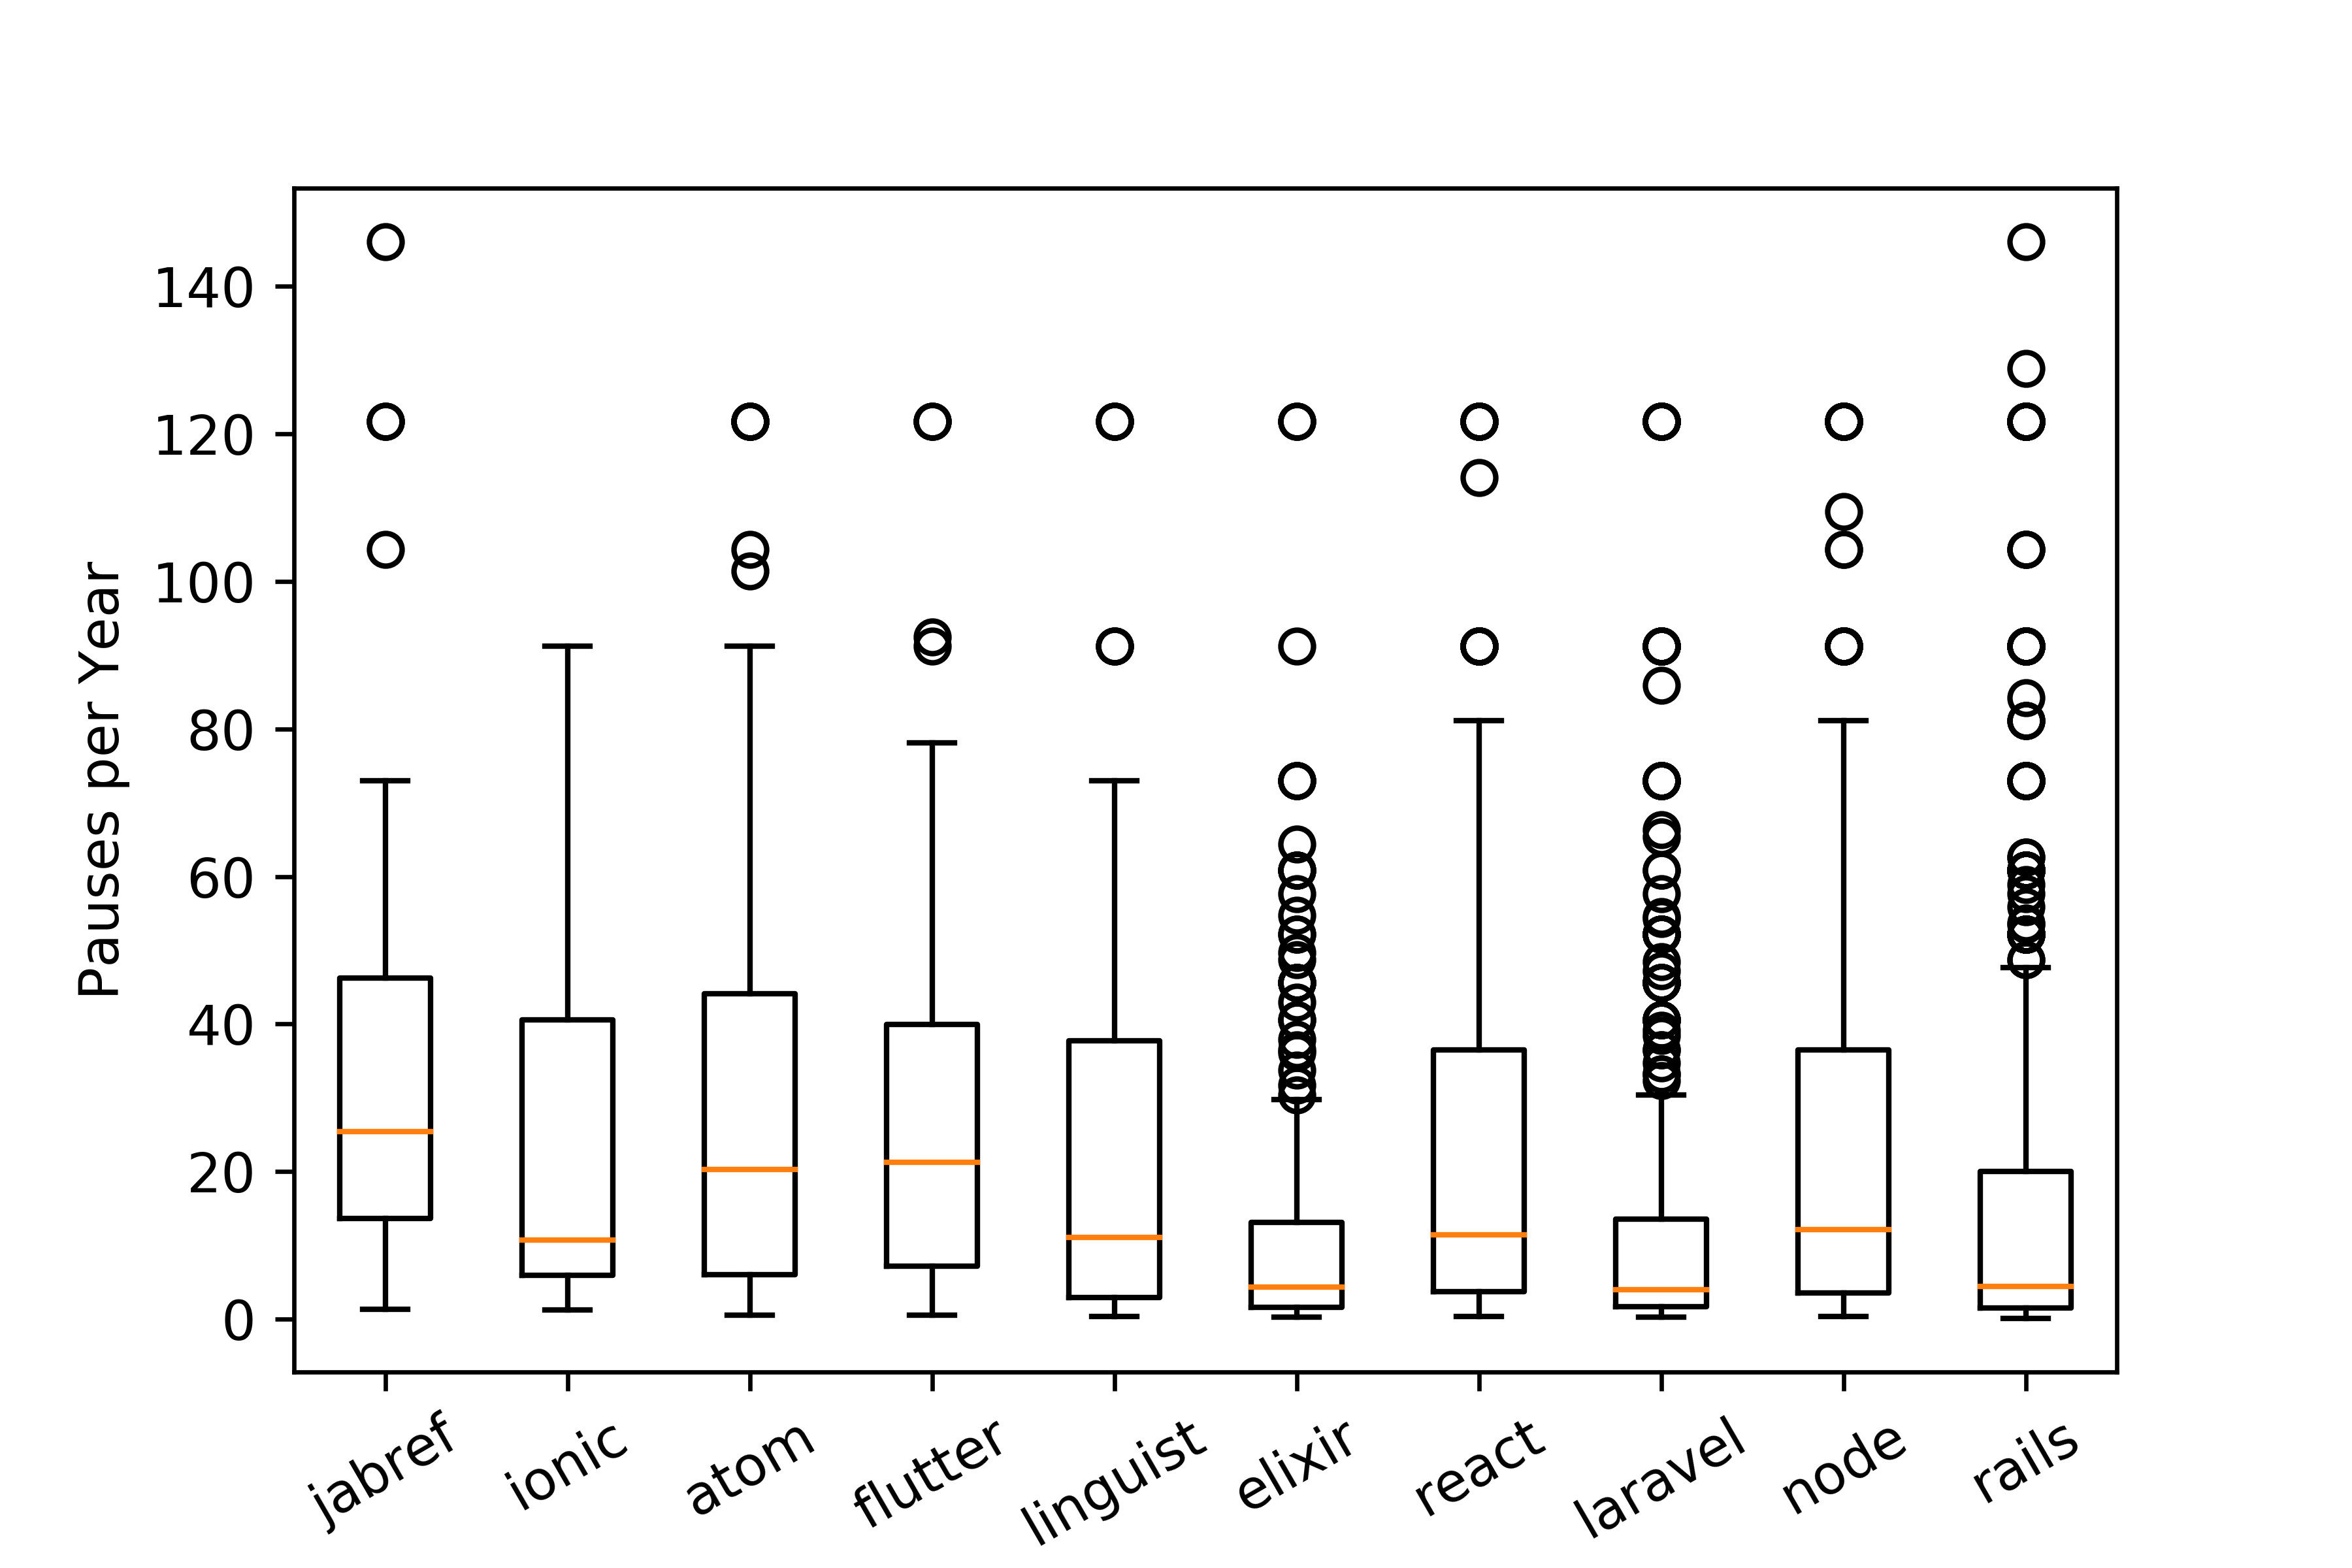 Pauses per Year
140
120
100
80
60
40
20
0
jabref
ionic
atom
flutter
linguist
elixir
react
laravel
node
rails